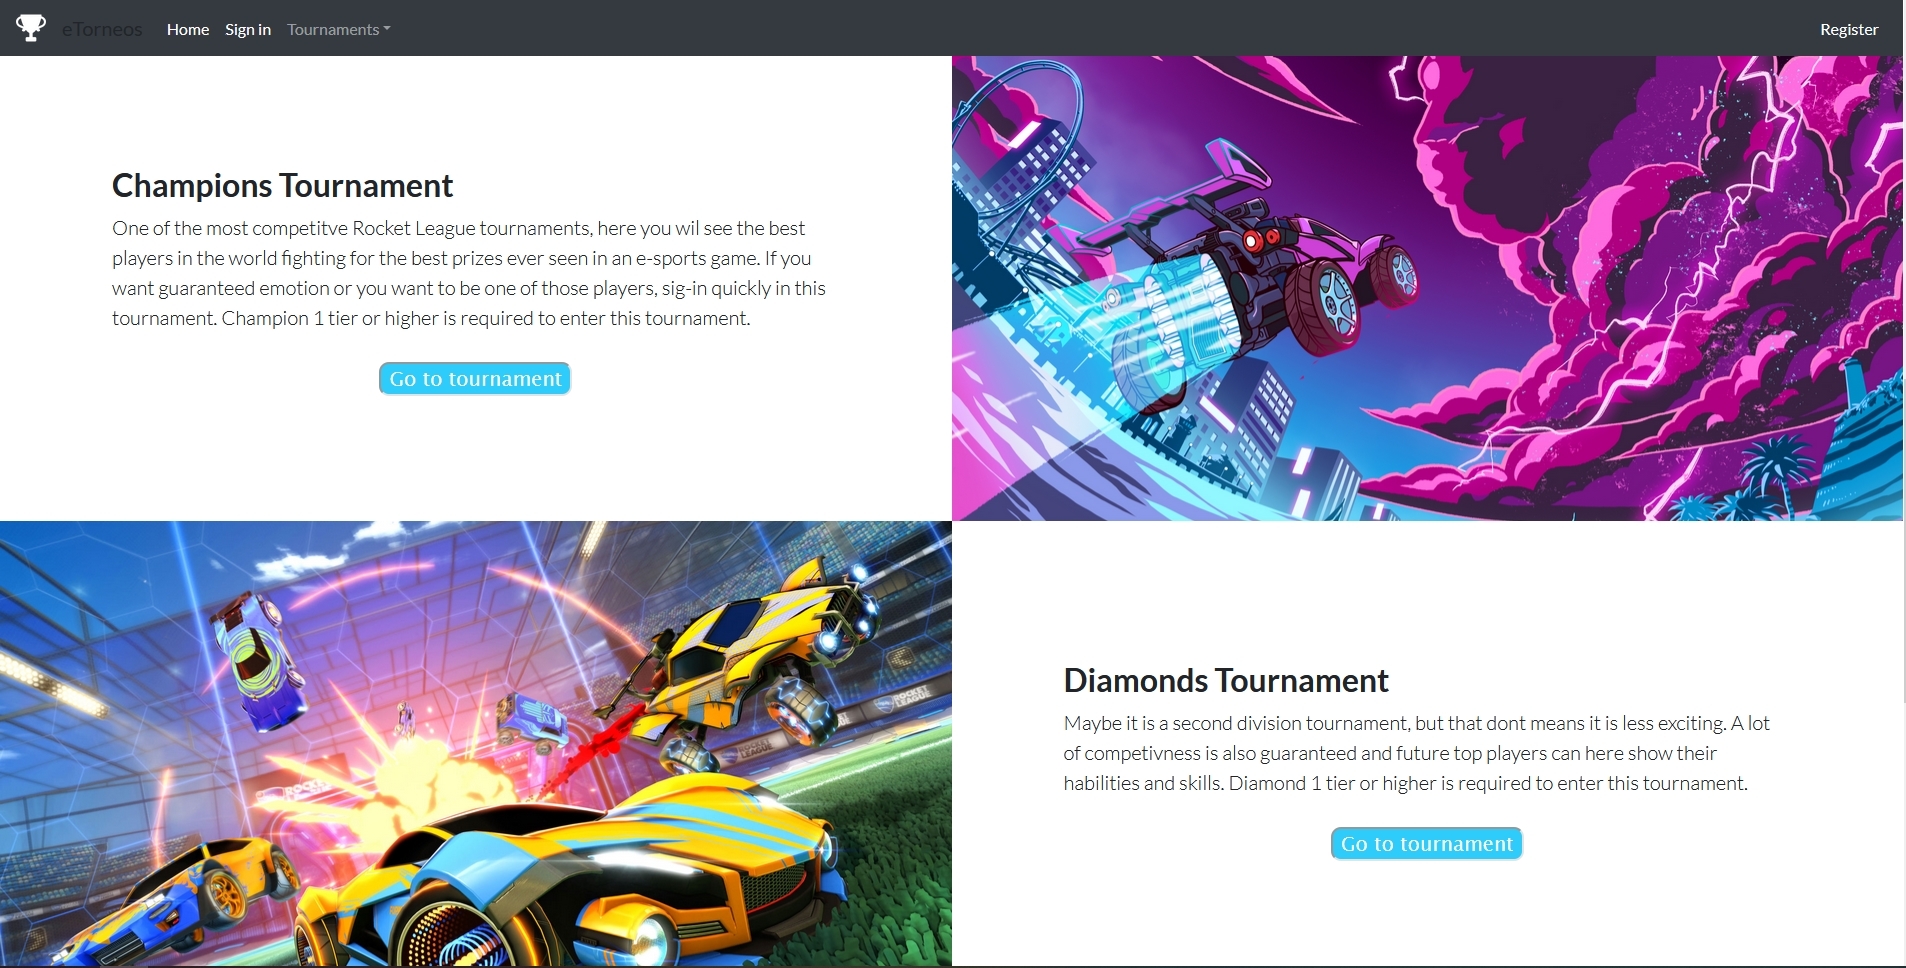 eTorneos Home Sign in Tournaments Register
Champions Tournament
One of the most competitve Rocket League tournaments, here you wil see the best
players in the world fighting for the best prizes ever seen in an e-sports game. If you
want guaranteed emotion or you want to be one of those players, sig-in quickly in this
tournament. Champion 1 tier or higher is required to enter this tournament.
Go to tournament
ROCKET
LEAGUE
ROCKET
LEAGUE
Diamonds Tournament
Maybe it is a second division tournament, but that dont means it is less exciting. A lot
of competivness is also guaranteed and future top players can here show their
habilities and skills. Diamond 1 tier or higher is required to enter this tournament.
Go to tournament